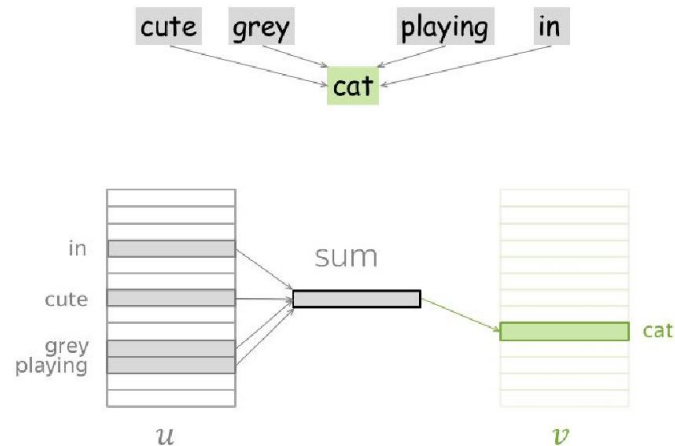 cute grey playing in
cat
in
sum
cute
grey
cat
playing
u
v